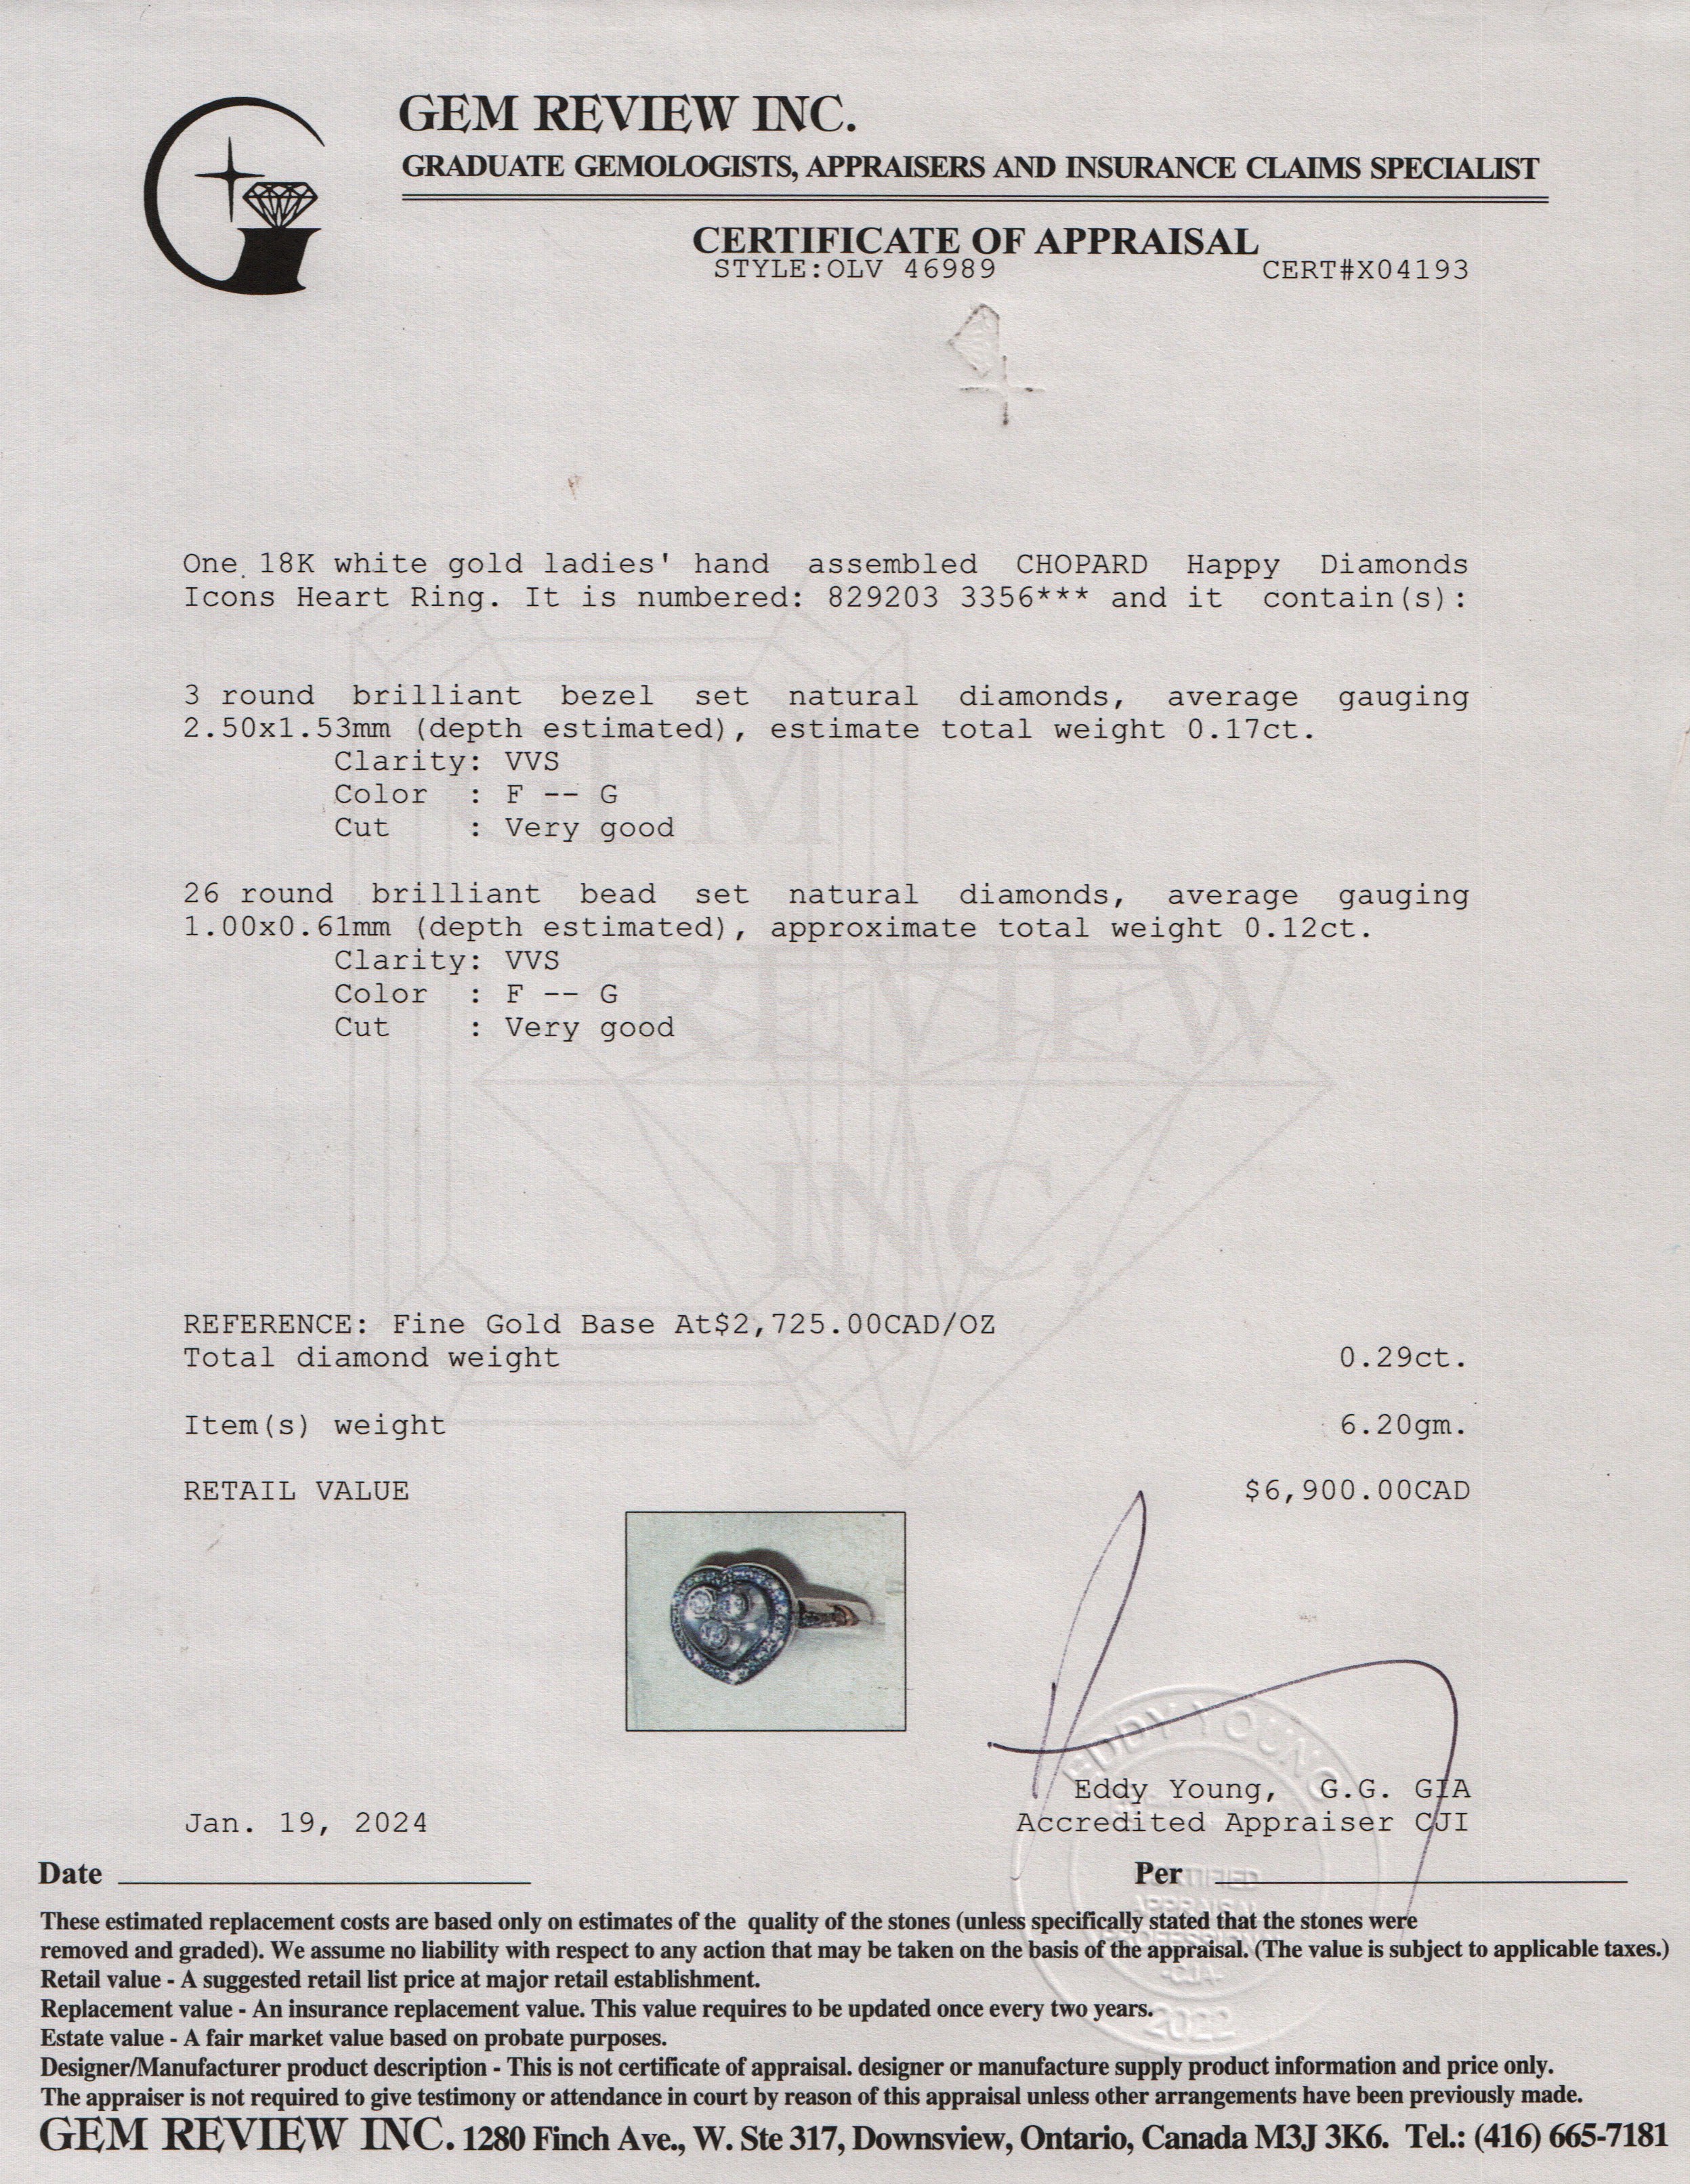 GEM REVIEW INC.
GRADUATE GEMOLOGISTS, APPRAISERS AND INSURANCE CLAIMS SPECIALIST
CERTIFICATE OF APPRAISAL
STYLE:OLV 46989 CERT#X04193
One 18K white gold ladies' hand assembled CHOPARD Happy Diamonds
Icons Heart Ring. It is numbered: 829203 3356*** and it contain(s):
3 round brilliant bezel set natural diamonds, average gauging
2.50x1.53mm (depth estimated), estimate total weight 0.17ct.
Clarity: VVS
Color : F -- G
Cut : Very good
26 round brilliant bead set natural diamonds, average gauging
1.00x0.61mm (depth estimated), approximate total weight 0.12ct.
Clarity: VVS
Color : F -- G
Cut : Very good
GEM
REVIEW
INC.
REFERENCE: Fine Gold Base At$2,725.00CAD/OZ
Total diamond weight 0.29ct.
Item(s) weight 6.20gm.
RETAIL VALUE $6,900.00CAD
EDDY YOUNG
Eddy Young, G.G. GIA
Jan. 19, 2024 Accredited Appraiser CJI
Date Per
CERTIFIED
APPRAISAL
PROFESSIONAL
-CJA-
2022
These estimated replacement costs are based only on estimates of the quality of the stones (unless specifically stated that the stones were
removed and graded). We assume no liability with respect to any action that may be taken on the basis of the appraisal. (The value is subject to applicable taxes.)
Retail value - A suggested retail list price at major retail establishment.
Replacement value - An insurance replacement value. This value requires to be updated once every two years.
Estate value - A fair market value based on probate purposes.
Designer/Manufacturer product description - This is not certificate of appraisal. designer or manufacture supply product information and price only.
The appraiser is not required to give testimony or attendance in court by reason of this appraisal unless other arrangements have been previously made.
GEM REVIEW INC. 1280 Finch Ave., W. Ste 317, Downsview, Ontario, Canada M3J 3K6. Tel.: (416) 665-7181